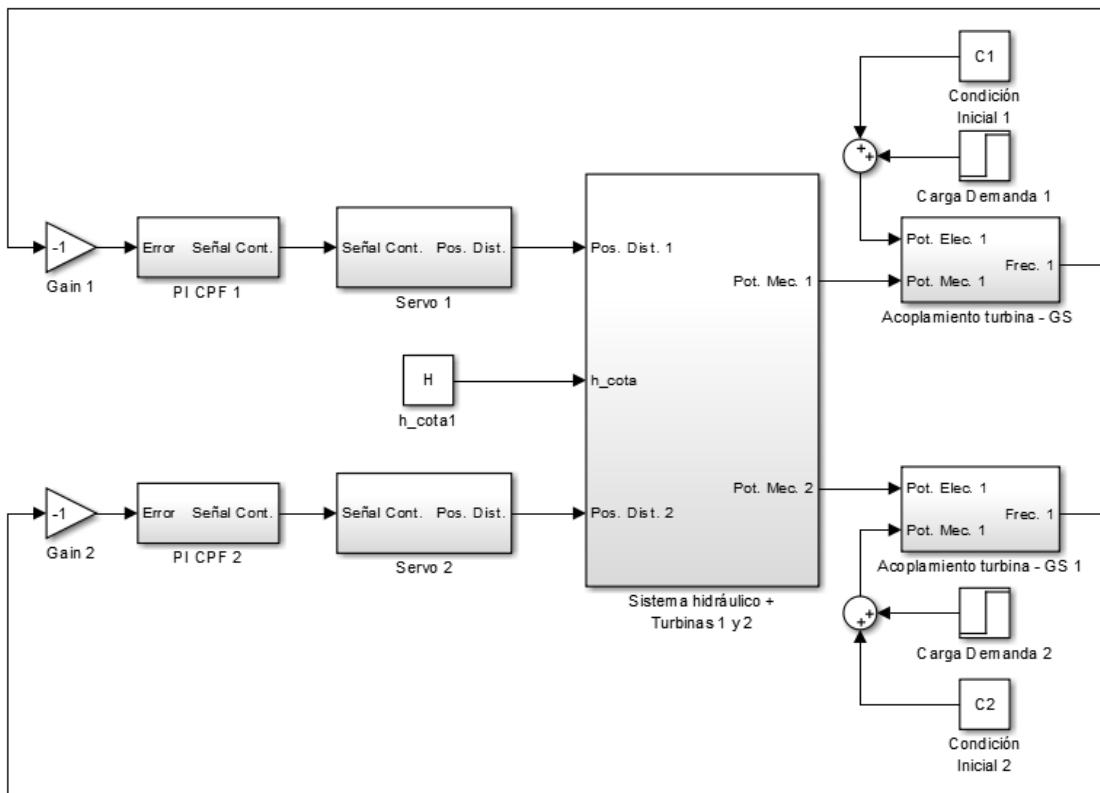 C1
Condición
Inicial 1
+
+
Carga Demanda 1
-1
Gain 1
Error Señal Cont.
PI CPF 1
Señal Cont. Pos. Dist.
Servo 1
Pos. Dist. 1
Pot. Mec. 1
h_cota
Pot. Mec. 2
Pos. Dist. 2
Sistema hidráulico +
Turbinas 1 y 2
Pot. Elec. 1
Frec. 1
Pot. Mec. 1
Acoplamiento turbina - GS
H
h_cota1
-1
Gain 2
Error Señal Cont.
PI CPF 2
Señal Cont. Pos. Dist.
Servo 2
Pot. Elec. 1
Frec. 1
Pot. Mec. 1
Acoplamiento turbina - GS 1
+
+
Carga Demanda 2
C2
Condición
Inicial 2